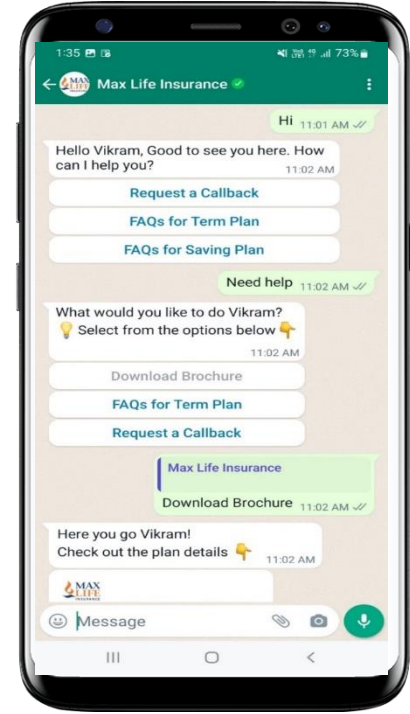 1:35 73%
Max Life Insurance
Hi 11:01 AM
Hello Vikram, Good to see you here. How
can I help you?
11:02 AM
Request a Callback
FAQs for Term Plan
FAQs for Saving Plan
Need help 11:02 AM
What would you like to do Vikram?
💡 Select from the options below 👇
11:02 AM
Download Brochure
FAQs for Term Plan
Request a Callback
Max Life Insurance
Download Brochure 11:02 AM
Here you go Vikram!
Check out the plan details 👇 11:02 AM
MAX
LIFE
INSURANCE
Message